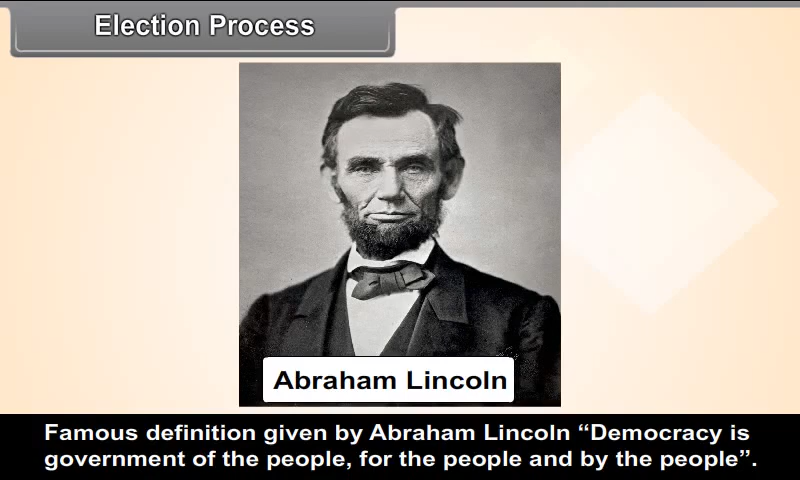 Election Process
Abraham Lincoln
Famous definition given by Abraham Lincoln “Democracy is
government of the people, for the people and by the people”.